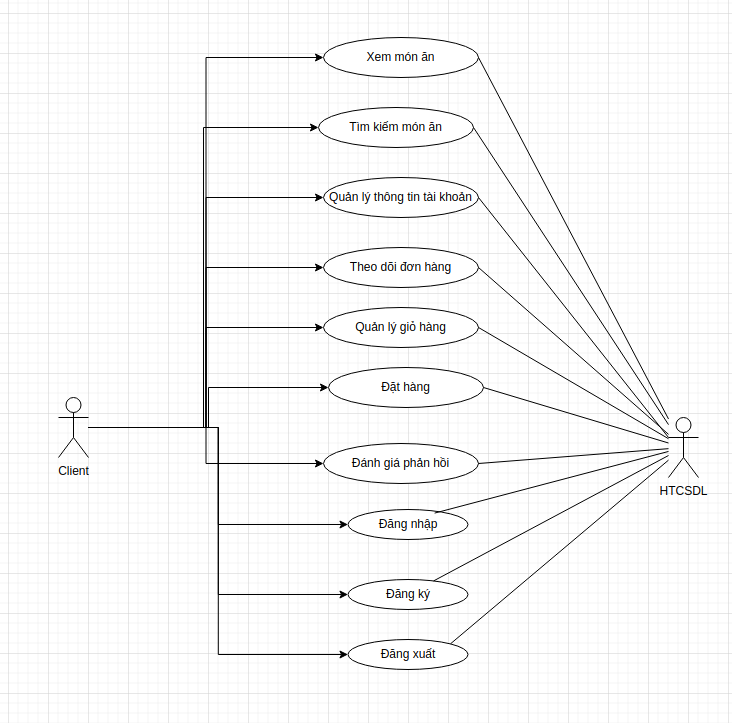 Xem món ăn
Tìm kiếm món ăn
Quản lý thông tin tài khoản
Theo dõi đơn hàng
Quản lý giỏ hàng
Đặt hàng
Client
Đánh giá phản hồi
HTCSDL
Đăng nhập
Đăng ký
Đăng xuất